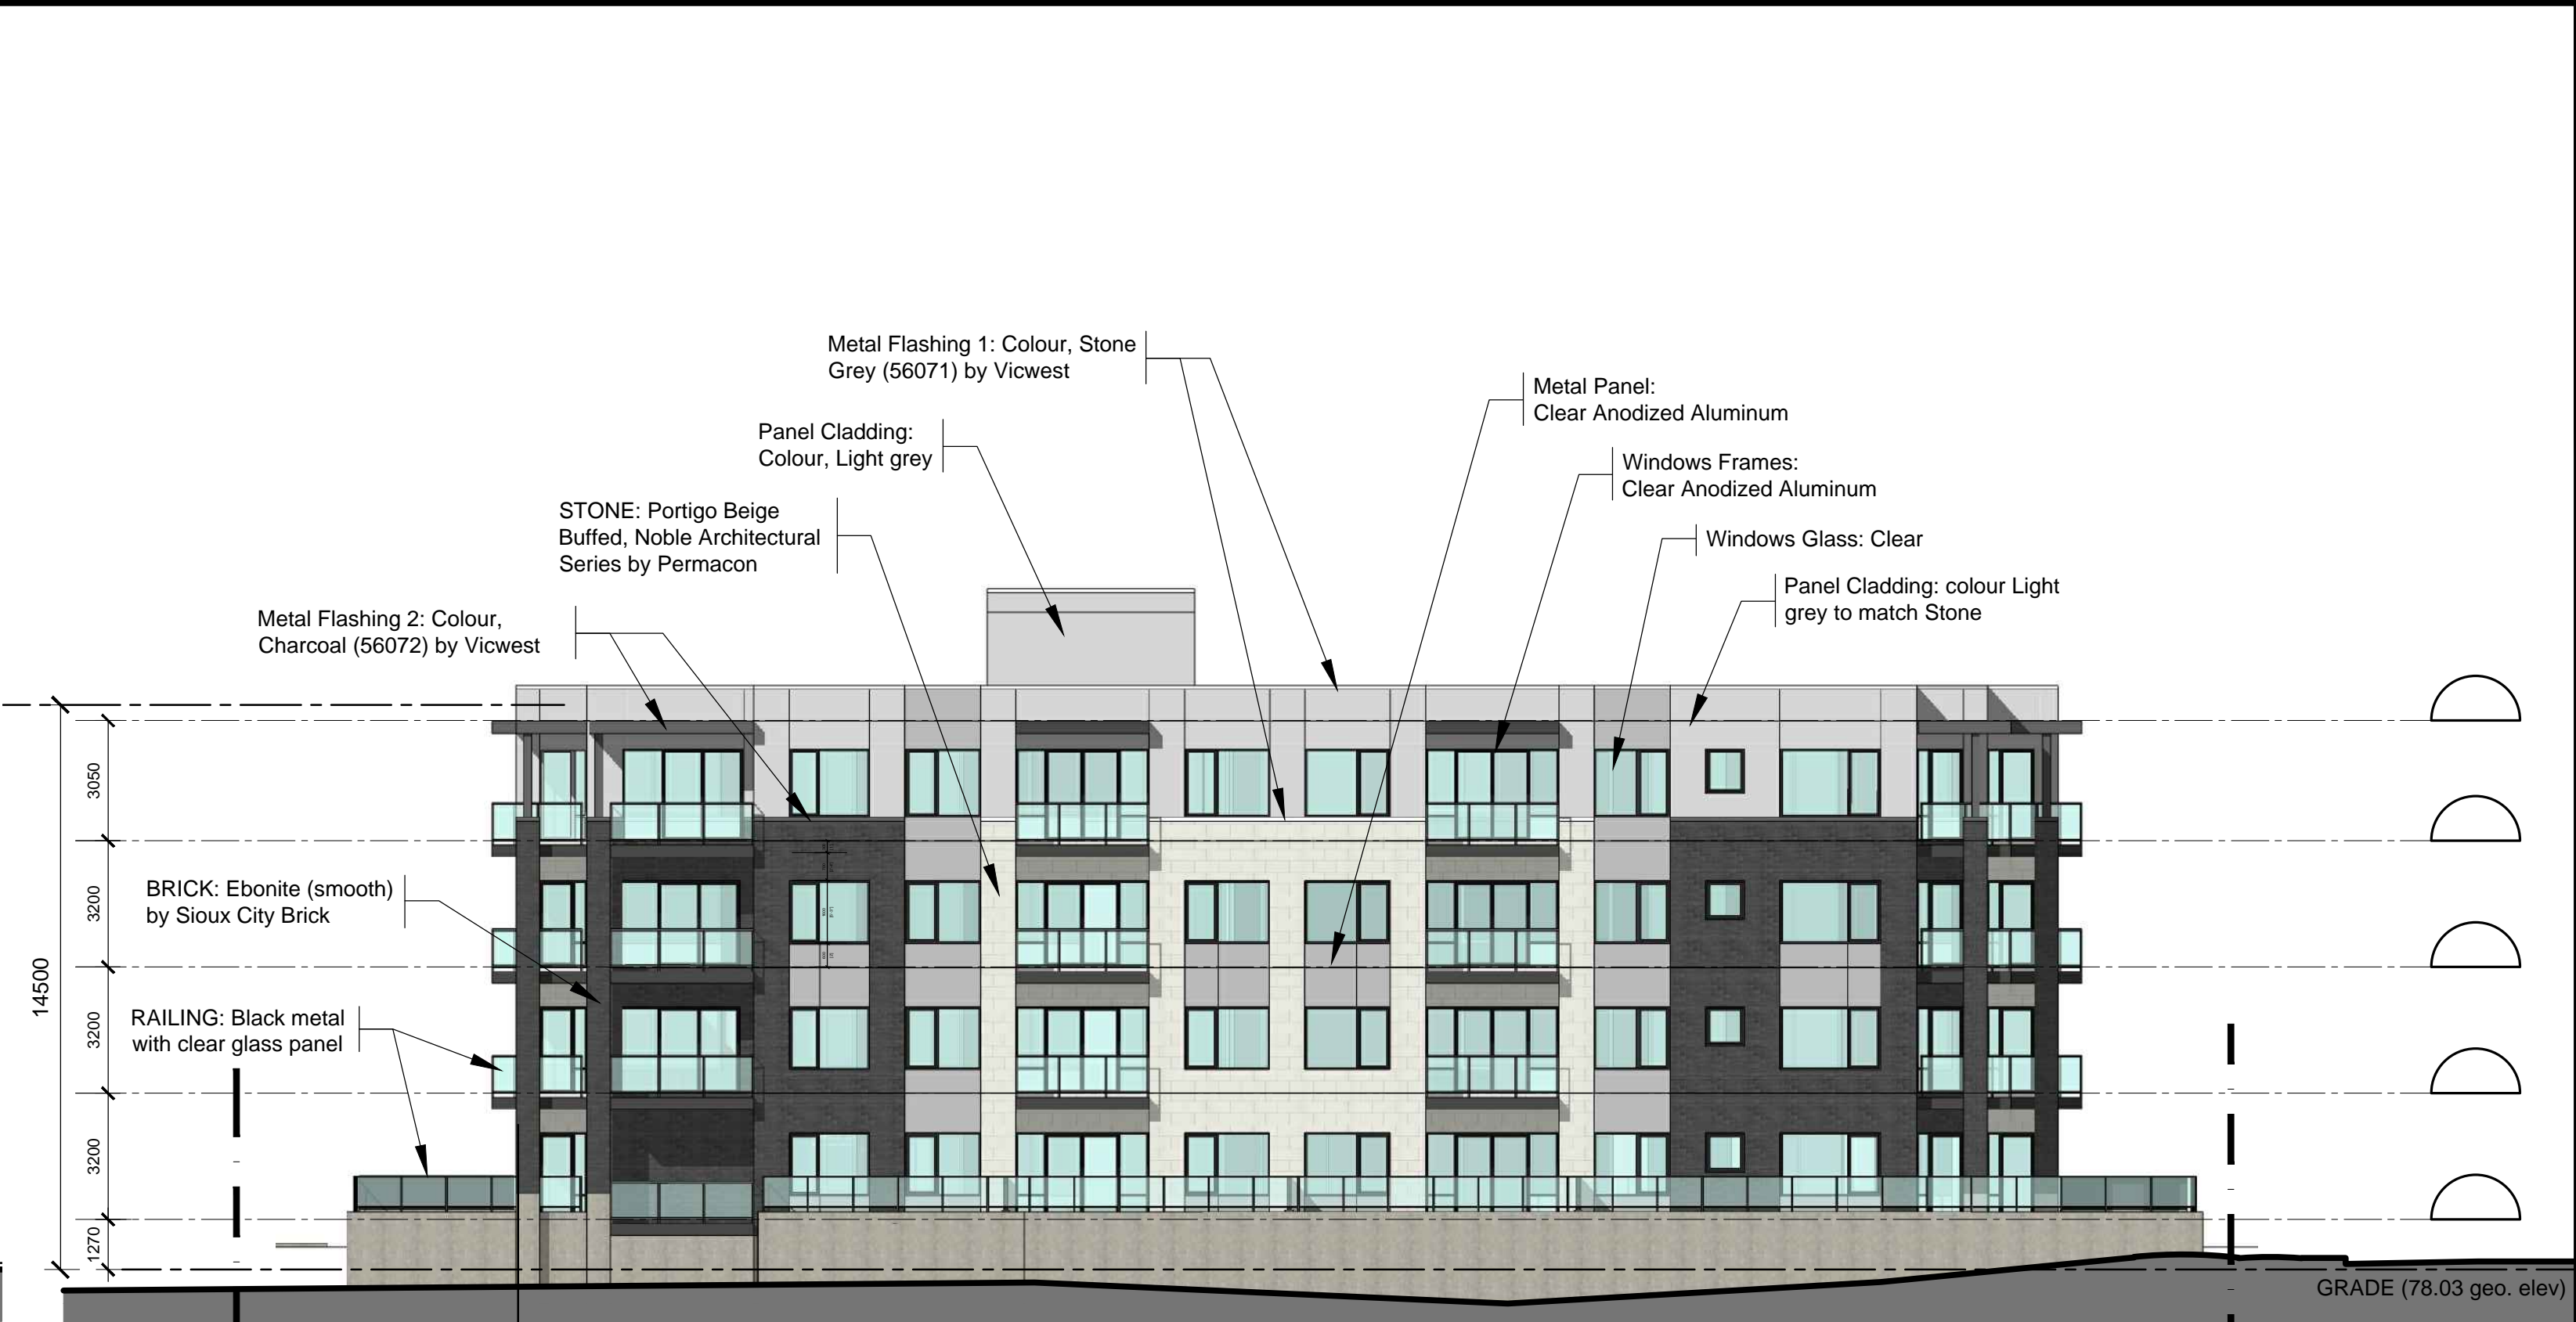 Metal Flashing 1: Colour, Stone
Grey (56071) by Vicwest
Metal Panel:
Clear Anodized Aluminum
Panel Cladding:
Colour, Light grey
Windows Frames:
Clear Anodized Aluminum
STONE: Portigo Beige
Buffed, Noble Architectural
Series by Permacon
Windows Glass: Clear
Panel Cladding: colour Light
grey to match Stone
Metal Flashing 2: Colour,
Charcoal (56072) by Vicwest
BRICK: Ebonite (smooth)
by Sioux City Brick
RAILING: Black metal
with clear glass panel
14500
3050
3200
3200
3200
1270
GRADE (78.03 geo. elev)